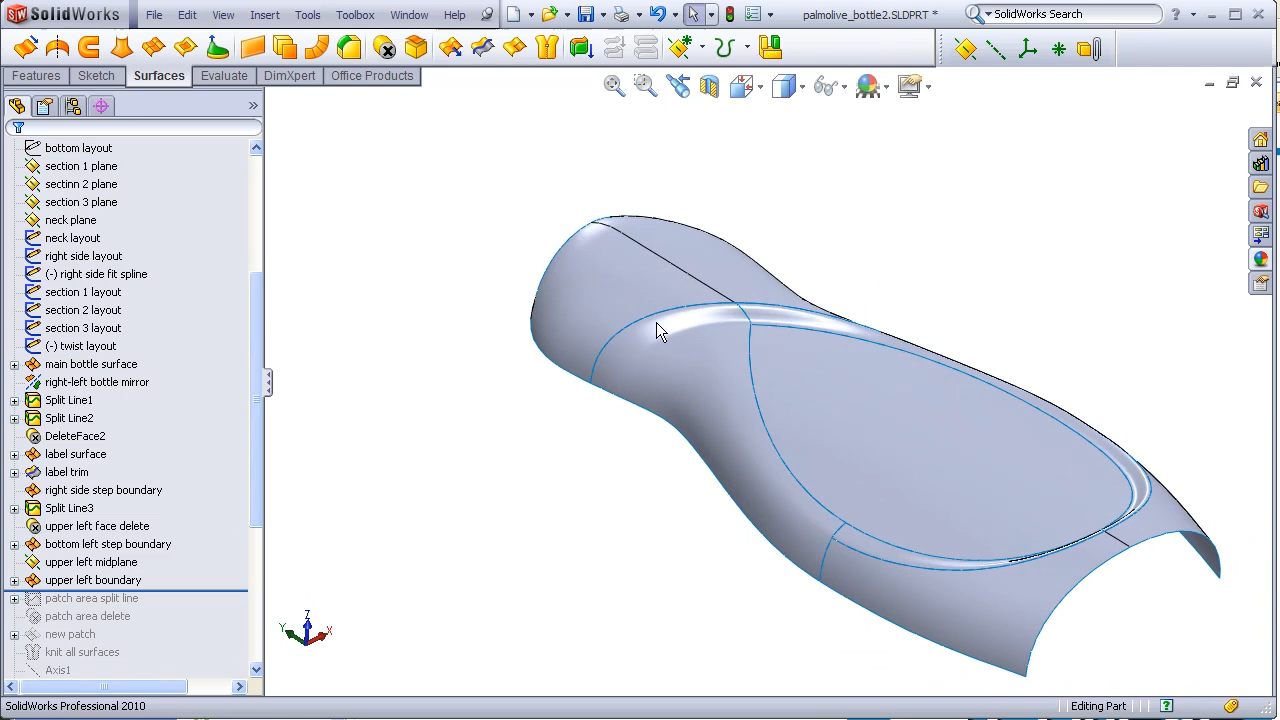 SolidWorks File Edit View Insert Tools Toolbox Window Help palmolive_bottle2.SLDPRT * SolidWorks Search
Features Sketch Surfaces Evaluate DimXpert Office Products
bottom layout
section 1 plane
sectinn 2 plane
section 3 plane
neck plane
neck layout
right side layout
(-) right side fit spline
section 1 layout
section 2 layout
section 3 layout
(-) twist layout
main bottle surface
right-left bottle mirror
Split Line1
Split Line2
DeleteFace2
label surface
label trim
right side step boundary
Split Line3
upper left face delete
bottom left step boundary
upper left midplane
upper left boundary
patch area split line
patch area delete
new patch
knit all surfaces
Axis1
Z
Y X
SolidWorks Professional 2010 Editing Part